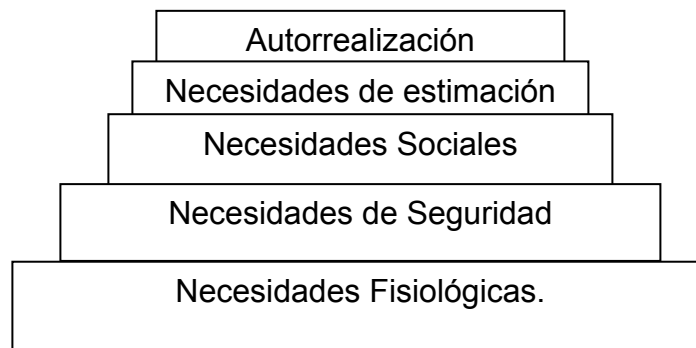 Autorrealización
Necesidades de estimación
Necesidades Sociales
Necesidades de Seguridad
Necesidades Fisiológicas.